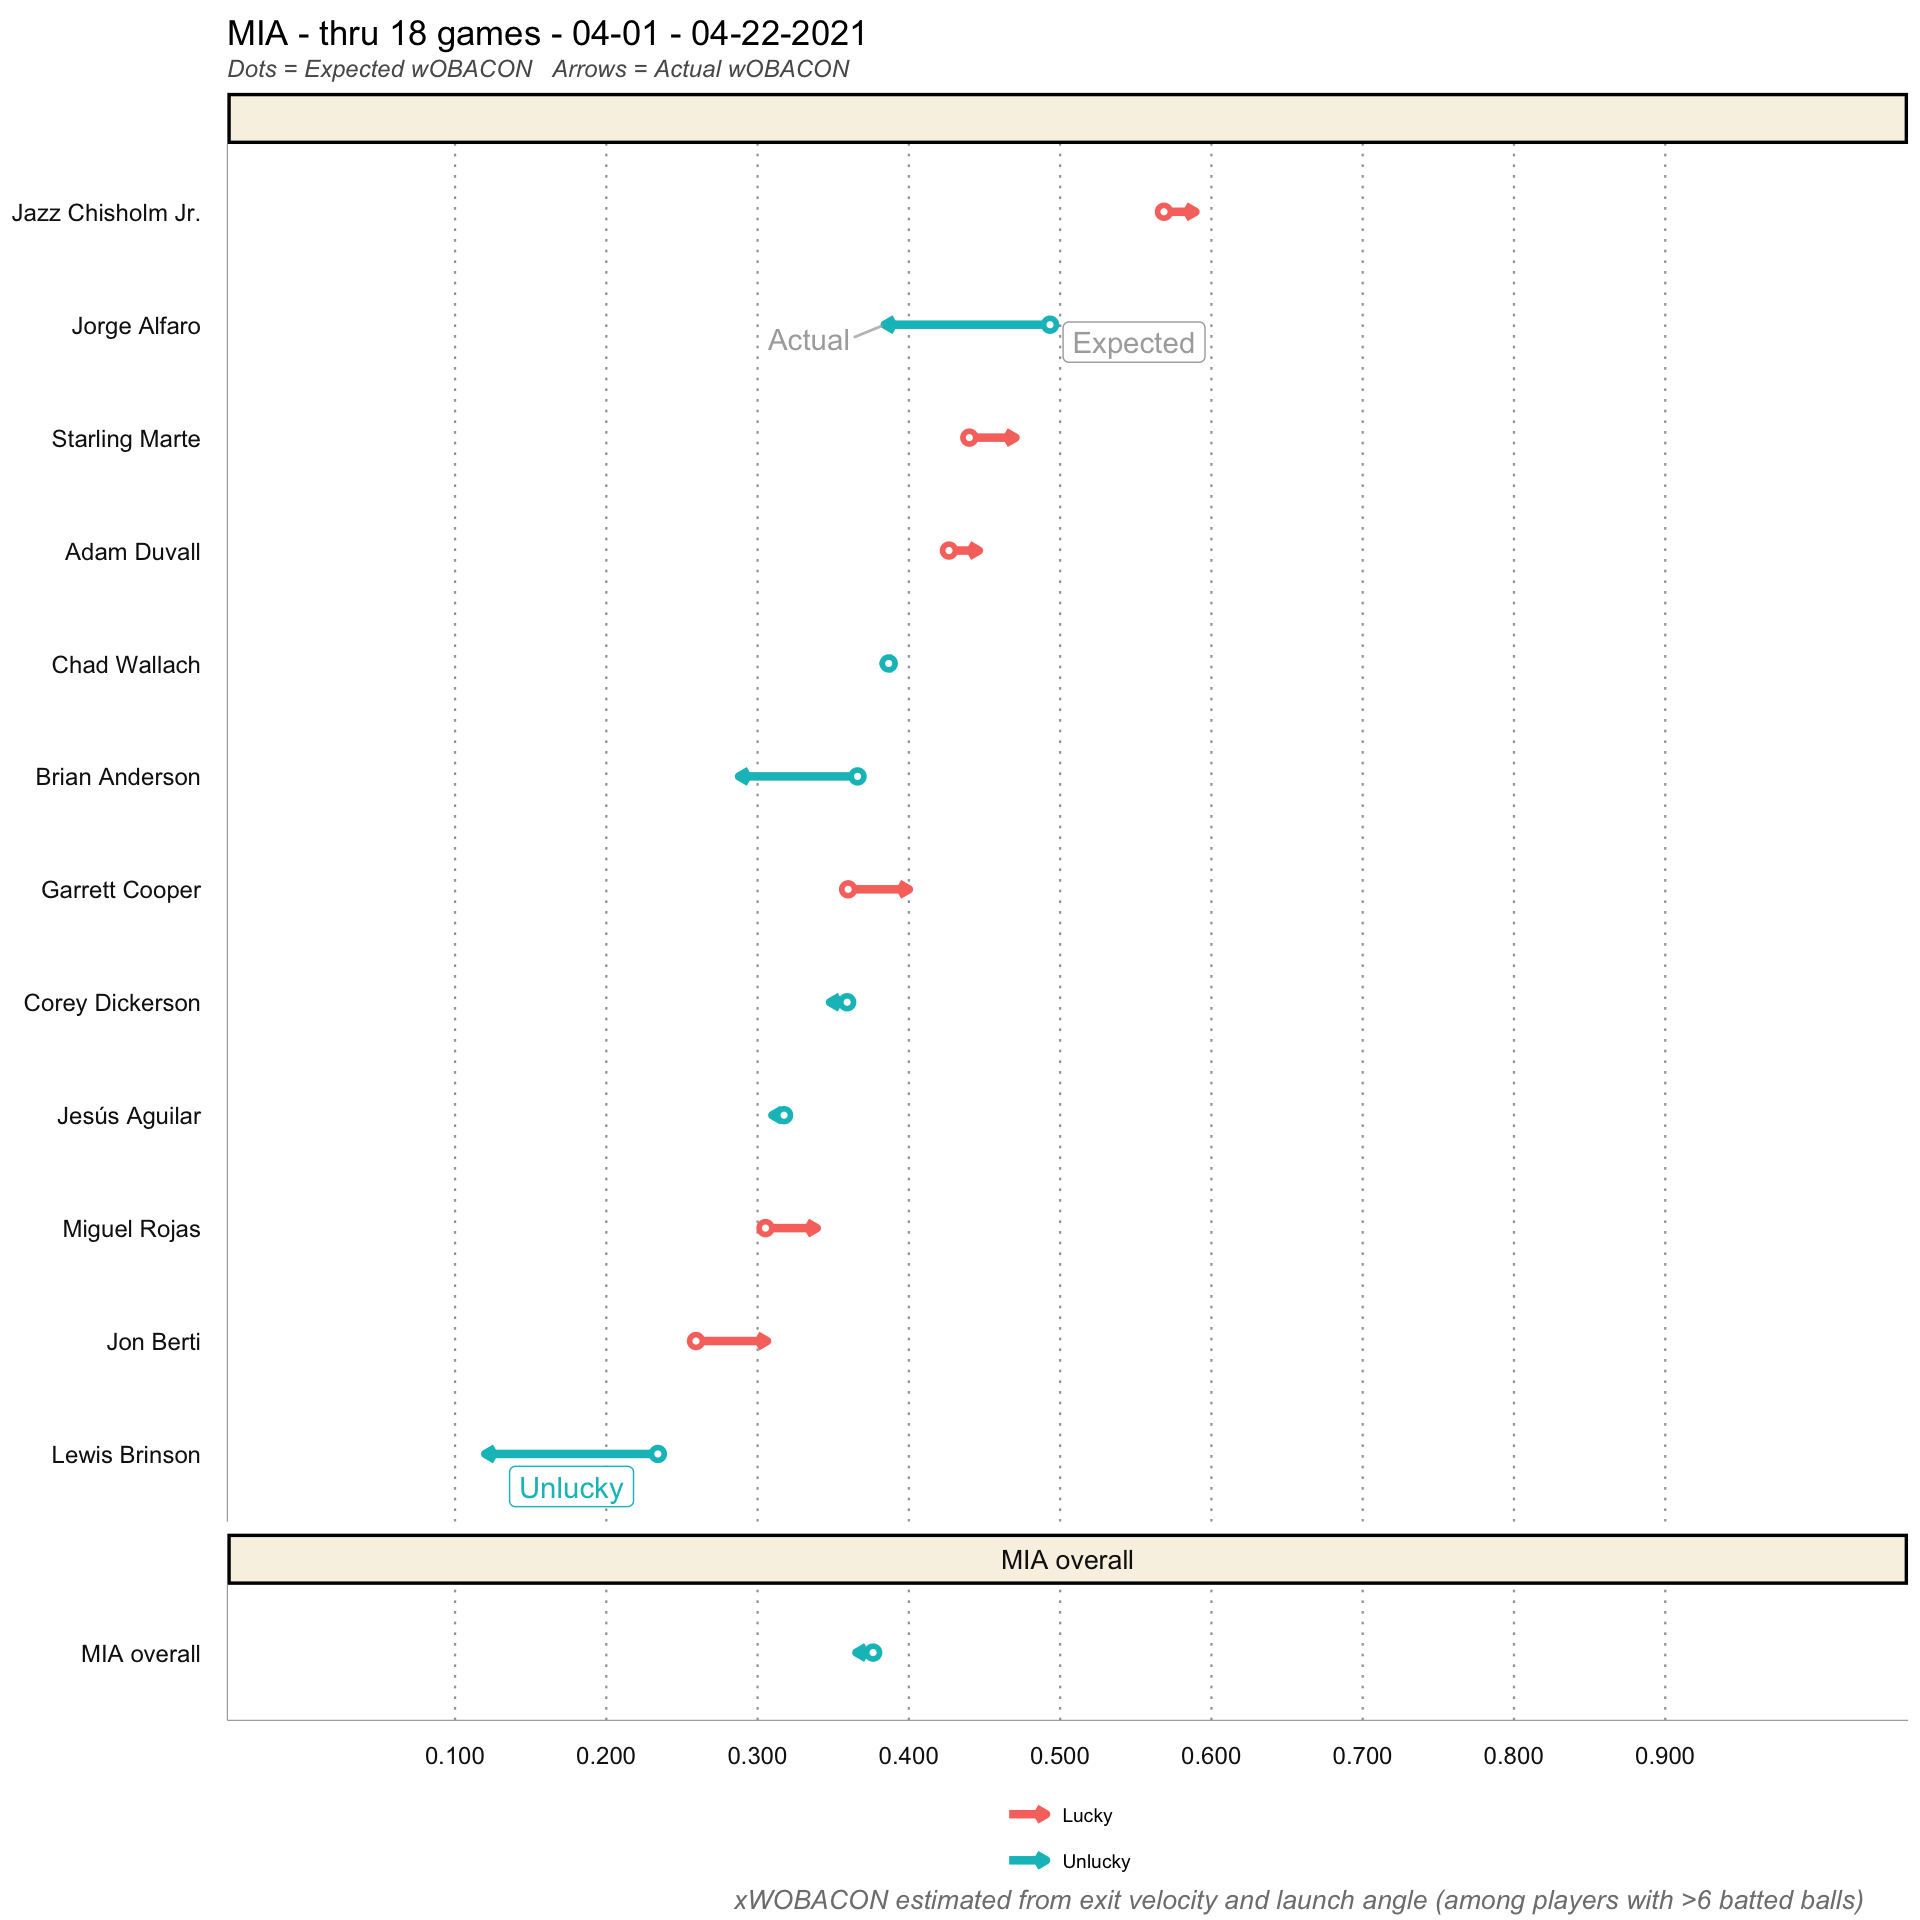 MIA - thru 18 games - 04-01 - 04-22-2021
Dots = Expected wOBACON   Arrows = Actual wOBACON
Jazz Chisholm Jr.
Jorge Alfaro
Actual
Expected
Starling Marte
Adam Duvall
Chad Wallach
Brian Anderson
Garrett Cooper
Corey Dickerson
Jesús Aguilar
Miguel Rojas
Jon Berti
Lewis Brinson
Unlucky
MIA overall
MIA overall
0.100 0.200 0.300 0.400 0.500 0.600 0.700 0.800 0.900
Lucky
Unlucky
xWOBACON estimated from exit velocity and launch angle (among players with >6 batted balls)